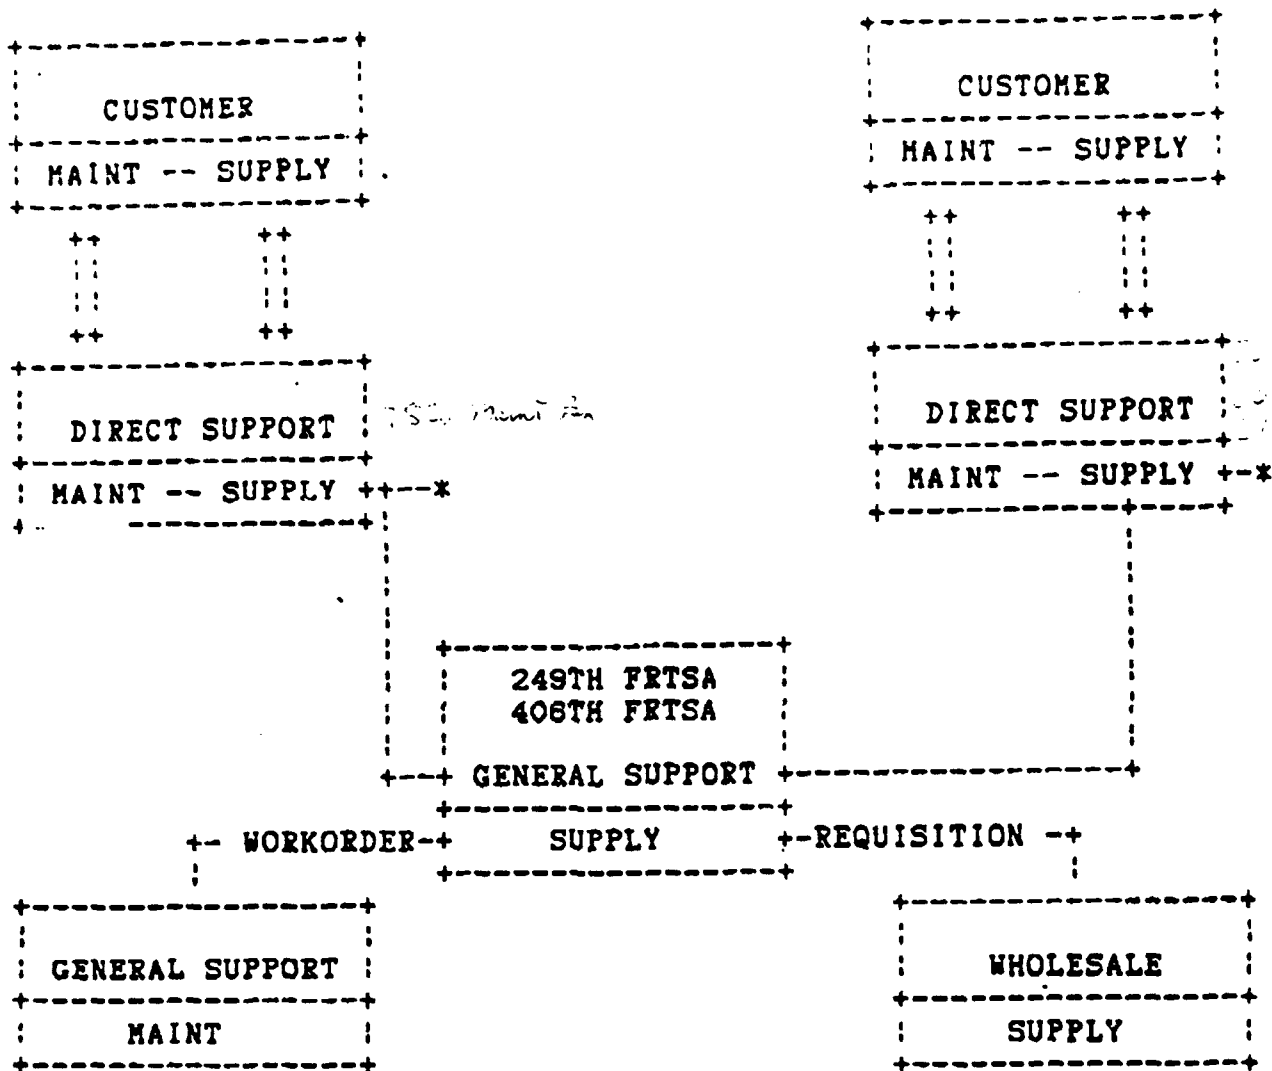 CUSTOMER
MAINT -- SUPPLY
CUSTOMER
MAINT -- SUPPLY
DIRECT SUPPORT
MAINT -- SUPPLY
DIRECT SUPPORT
MAINT -- SUPPLY
249TH FRTSA
406TH FRTSA
GENERAL SUPPORT
SUPPLY
WORKORDER
REQUISITION
GENERAL SUPPORT
MAINT
WHOLESALE
SUPPLY